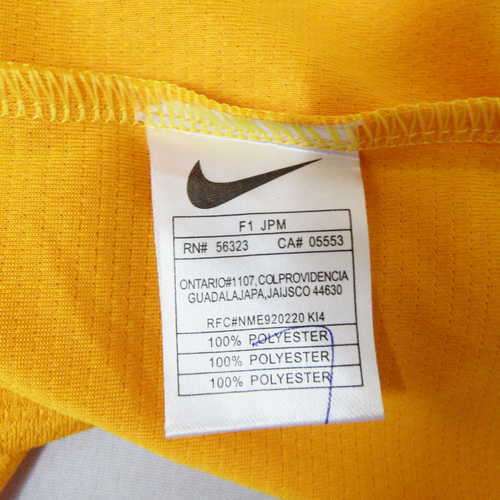 F1 JPM
RN# 56323 CA# 05553
ONTARIO#1107,COLPROVIDENCIA
GUADALAJAPA,JAIJSCO 44630
RFC#NME920220 KI4
100% POLYESTER
100% POLYESTER
100% POLYESTER